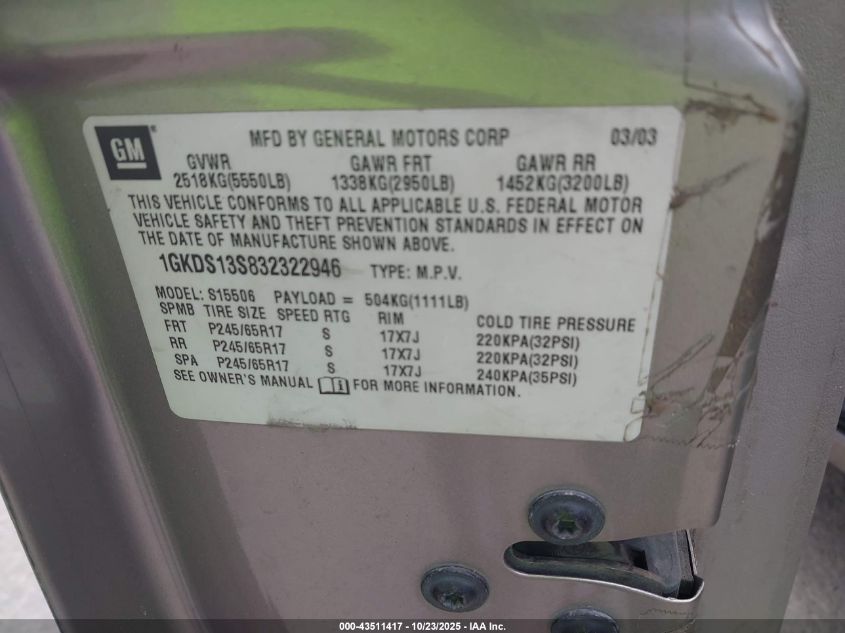 GM
MFD BY GENERAL MOTORS CORP 03/03
GVWR GAWR FRT GAWR RR
2518KG(5550LB) 1338KG(2950LB) 1452KG(3200LB)
THIS VEHICLE CONFORMS TO ALL APPLICABLE U.S. FEDERAL MOTOR
VEHICLE SAFETY AND THEFT PREVENTION STANDARDS IN EFFECT ON
THE DATE OF MANUFACTURE SHOWN ABOVE.
1GKDS13S832322946 TYPE: M.P.V.
MODEL: S15506 PAYLOAD = 504KG(1111LB)
SPMB TIRE SIZE SPEED RTG RIM COLD TIRE PRESSURE
FRT P245/65R17 S 17X7J 220KPA(32PSI)
RR P245/65R17 S 17X7J 220KPA(32PSI)
SPA P245/65R17 S 17X7J 240KPA(35PSI)
SEE OWNER'S MANUAL FOR MORE INFORMATION.
000-43511417 - 10/23/2025 - IAA Inc.